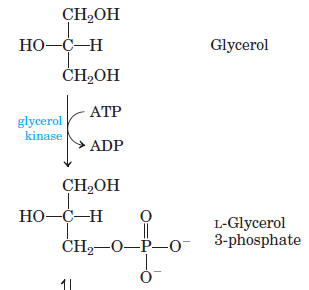 CH₂OH
HO—C—H Glycerol
CH₂OH
ATP
glycerol
kinase
ADP
CH₂OH
HO—C—H O L-Glycerol
CH₂—O—P—O⁻ 3-phosphate
O⁻